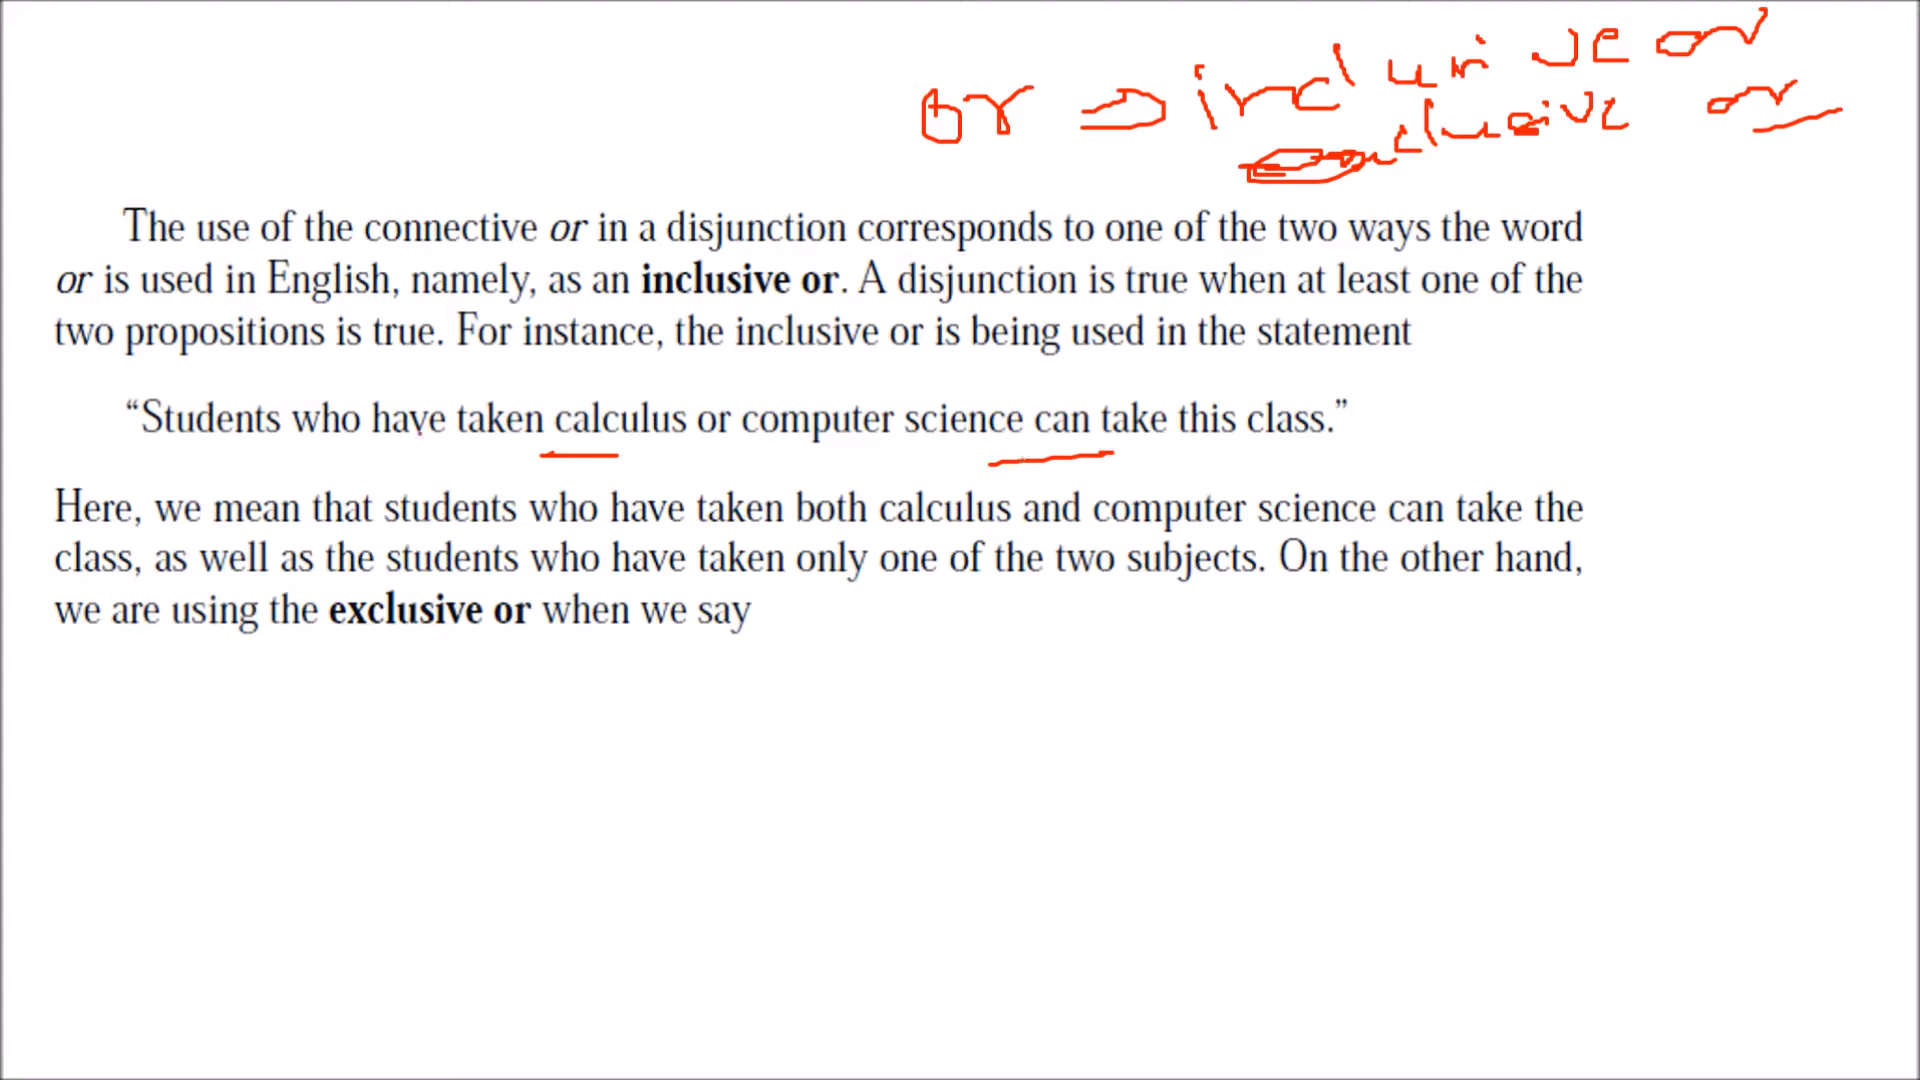 or ⇒ inclusive or
exclusive or
The use of the connective or in a disjunction corresponds to one of the two ways the word
or is used in English, namely, as an inclusive or. A disjunction is true when at least one of the
two propositions is true. For instance, the inclusive or is being used in the statement
“Students who have taken calculus or computer science can take this class.”
Here, we mean that students who have taken both calculus and computer science can take the
class, as well as the students who have taken only one of the two subjects. On the other hand,
we are using the exclusive or when we say